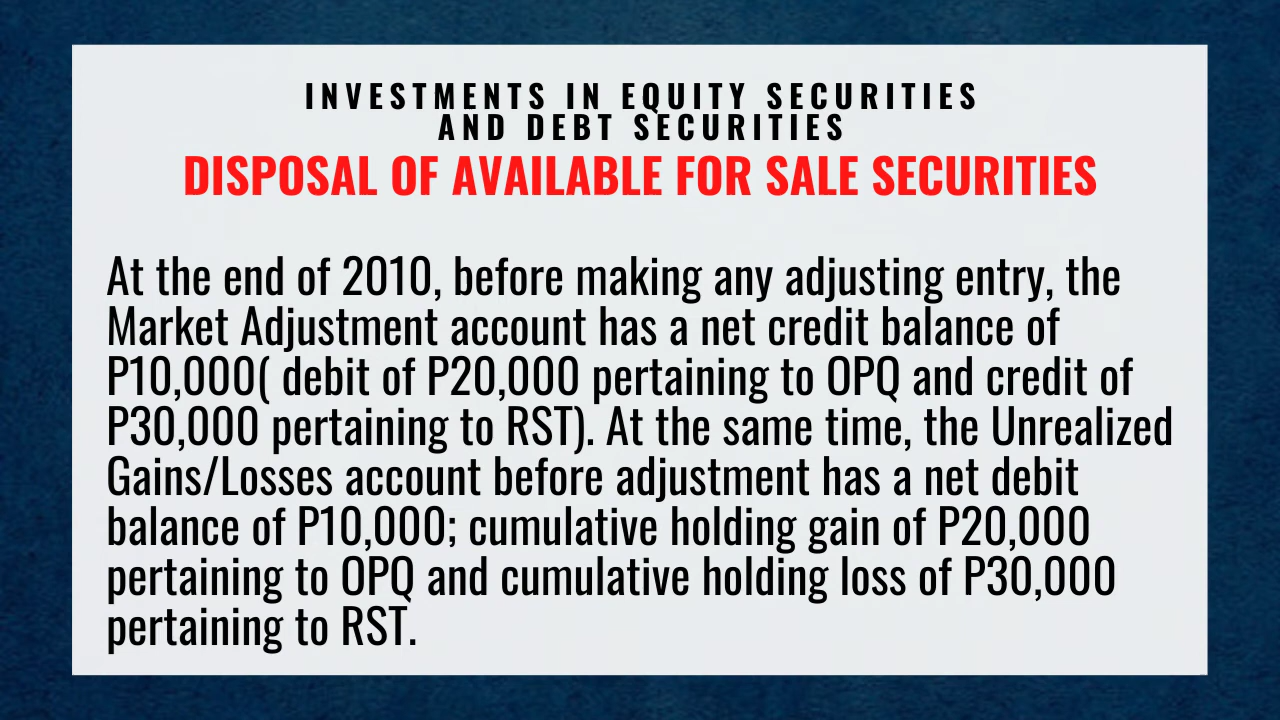 INVESTMENTS IN EQUITY SECURITIES
AND DEBT SECURITIES
DISPOSAL OF AVAILABLE FOR SALE SECURITIES
At the end of 2010, before making any adjusting entry, the
Market Adjustment account has a net credit balance of
P10,000( debit of P20,000 pertaining to OPQ and credit of
P30,000 pertaining to RST). At the same time, the Unrealized
Gains/Losses account before adjustment has a net debit
balance of P10,000; cumulative holding gain of P20,000
pertaining to OPQ and cumulative holding loss of P30,000
pertaining to RST.